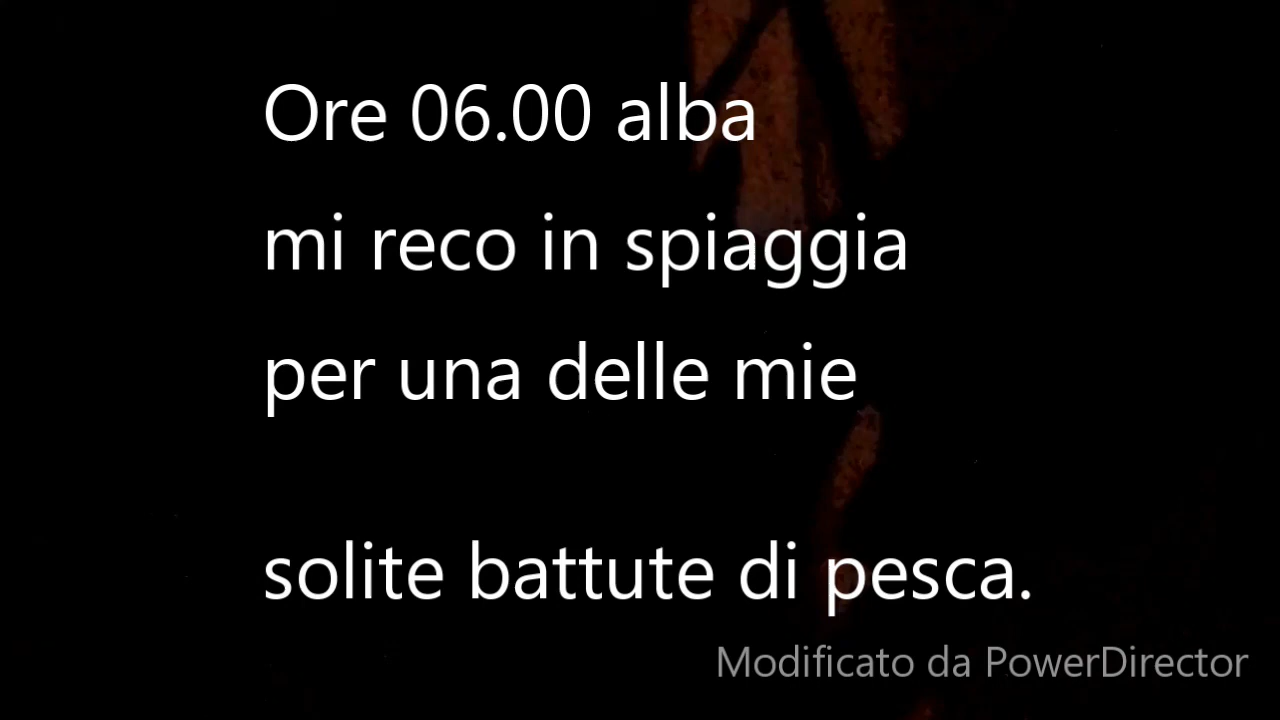 Ore 06.00 alba
mi reco in spiaggia
per una delle mie
solite battute di pesca.
Modificato da PowerDirector